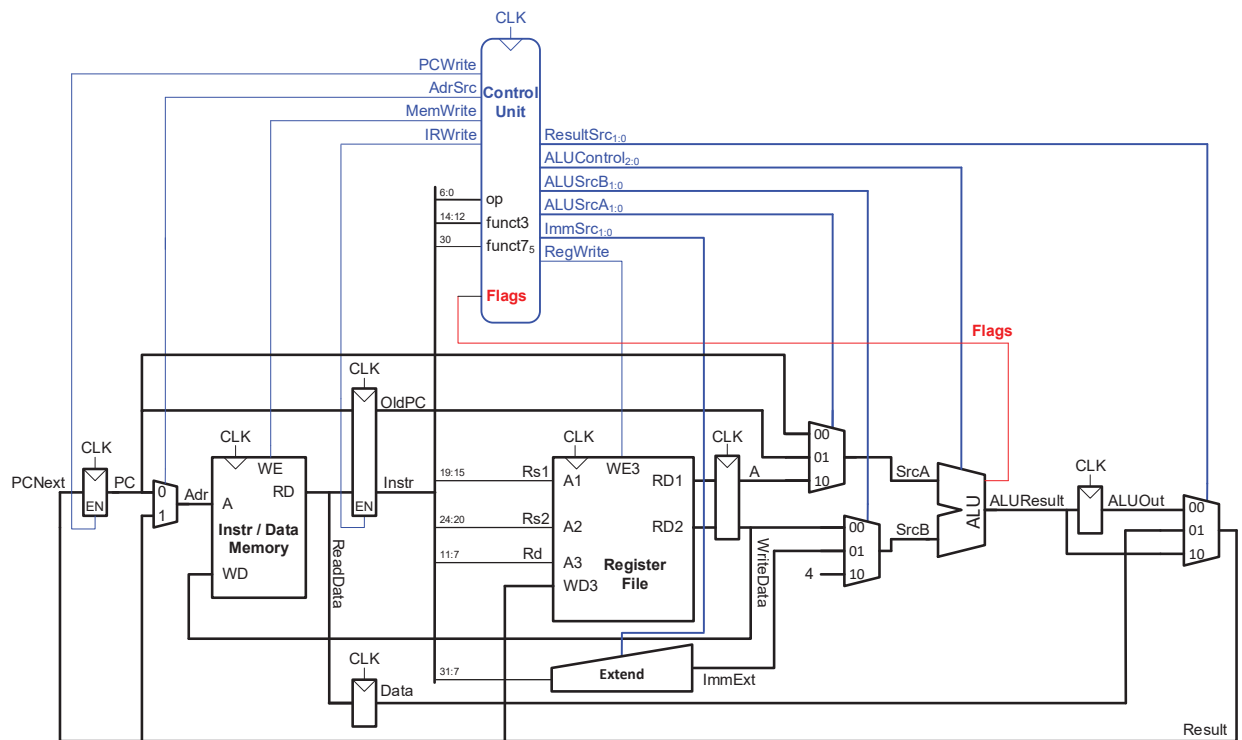 CLK
PCWrite
AdrSrc
MemWrite
IRWrite
Control
Unit
ResultSrc1:0
ALUControl2:0
ALUSrcB1:0
ALUSrcA1:0
ImmSrc1:0
RegWrite
6:0
op
14:12
funct3
30
funct75
Flags
Flags
CLK
OldPC
CLK
PCNext
EN
PC
0
1
Adr
CLK
WE
A
RD
Instr / Data
Memory
WD
EN
Instr
ReadData
19:15
Rs1
24:20
Rs2
11:7
Rd
CLK
WE3
A1
RD1
A2
RD2
A3
WD3
Register
File
CLK
A
WriteData
00
01
10
SrcA
00
01
10
4
SrcB
ALU
ALUResult
CLK
ALUOut
00
01
10
31:7
Extend
ImmExt
CLK
Data
Result